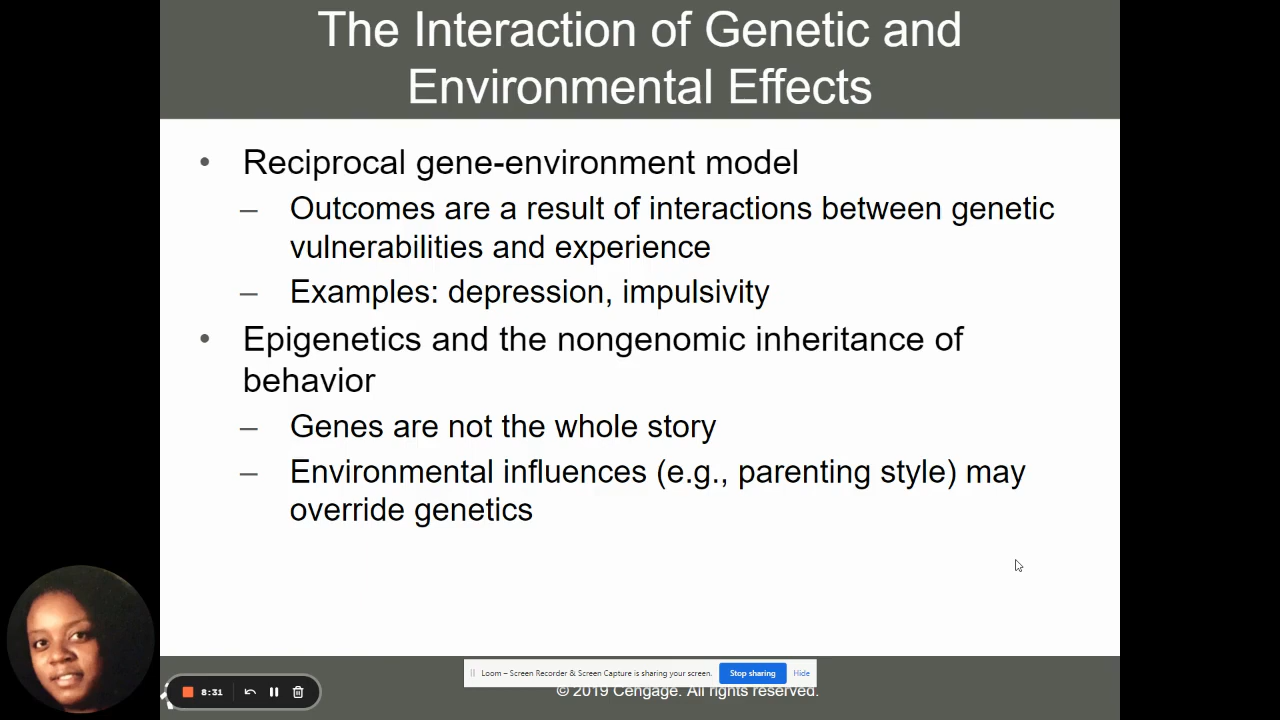 The Interaction of Genetic and
Environmental Effects
• Reciprocal gene-environment model
– Outcomes are a result of interactions between genetic
vulnerabilities and experience
– Examples: depression, impulsivity
• Epigenetics and the nongenomic inheritance of
behavior
– Genes are not the whole story
– Environmental influences (e.g., parenting style) may
override genetics
Loom – Screen Recorder & Screen Capture is sharing your screen. Stop sharing Hide
8:31
© 2019 Cengage. All rights reserved.